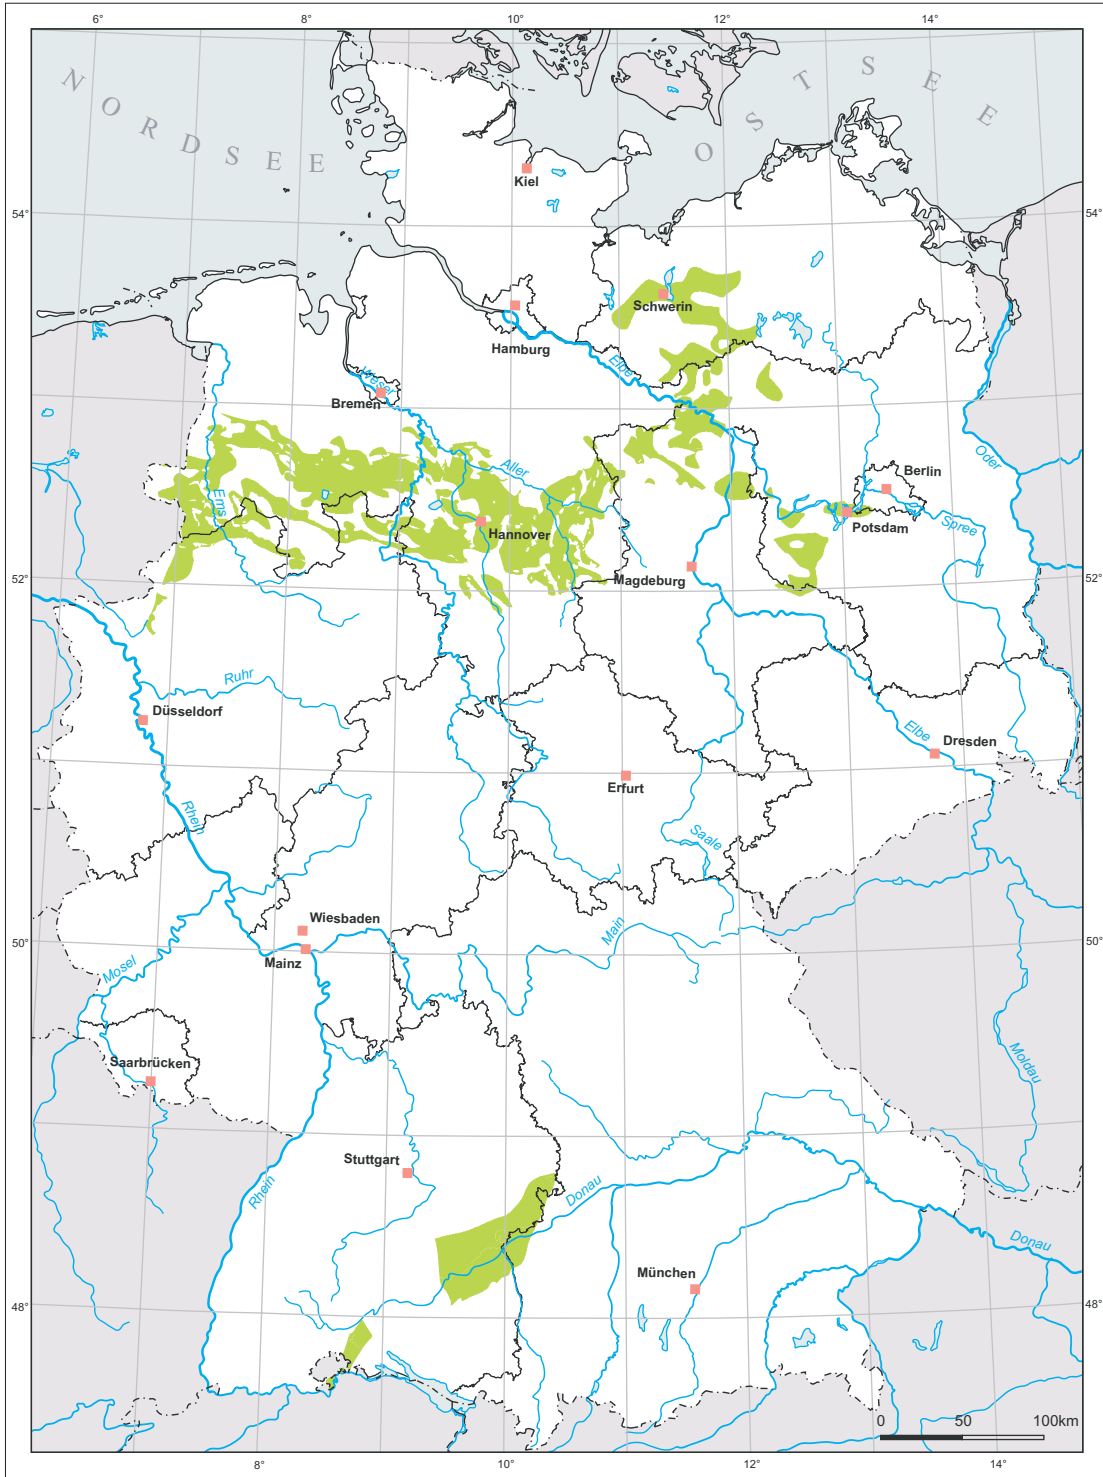 6° 8° 10° 12° 14°
NORDSEE
OSTSEE
Kiel
54° 54°
Schwerin
Hamburg
Elbe
Weser
Bremen
Aller
Berlin
Oder
Ems
Potsdam
Spree
Hannover
52° 52°
Magdeburg
Ruhr
Düsseldorf
Elbe
Dresden
Erfurt
Rhein
Saale
Wiesbaden
Main
50° 50°
Mainz
Mosel
Saarbrücken
Moldau
Stuttgart
Rhein
Donau
Donau
München
48° 48°
0 50 100km
8° 10° 12° 14°